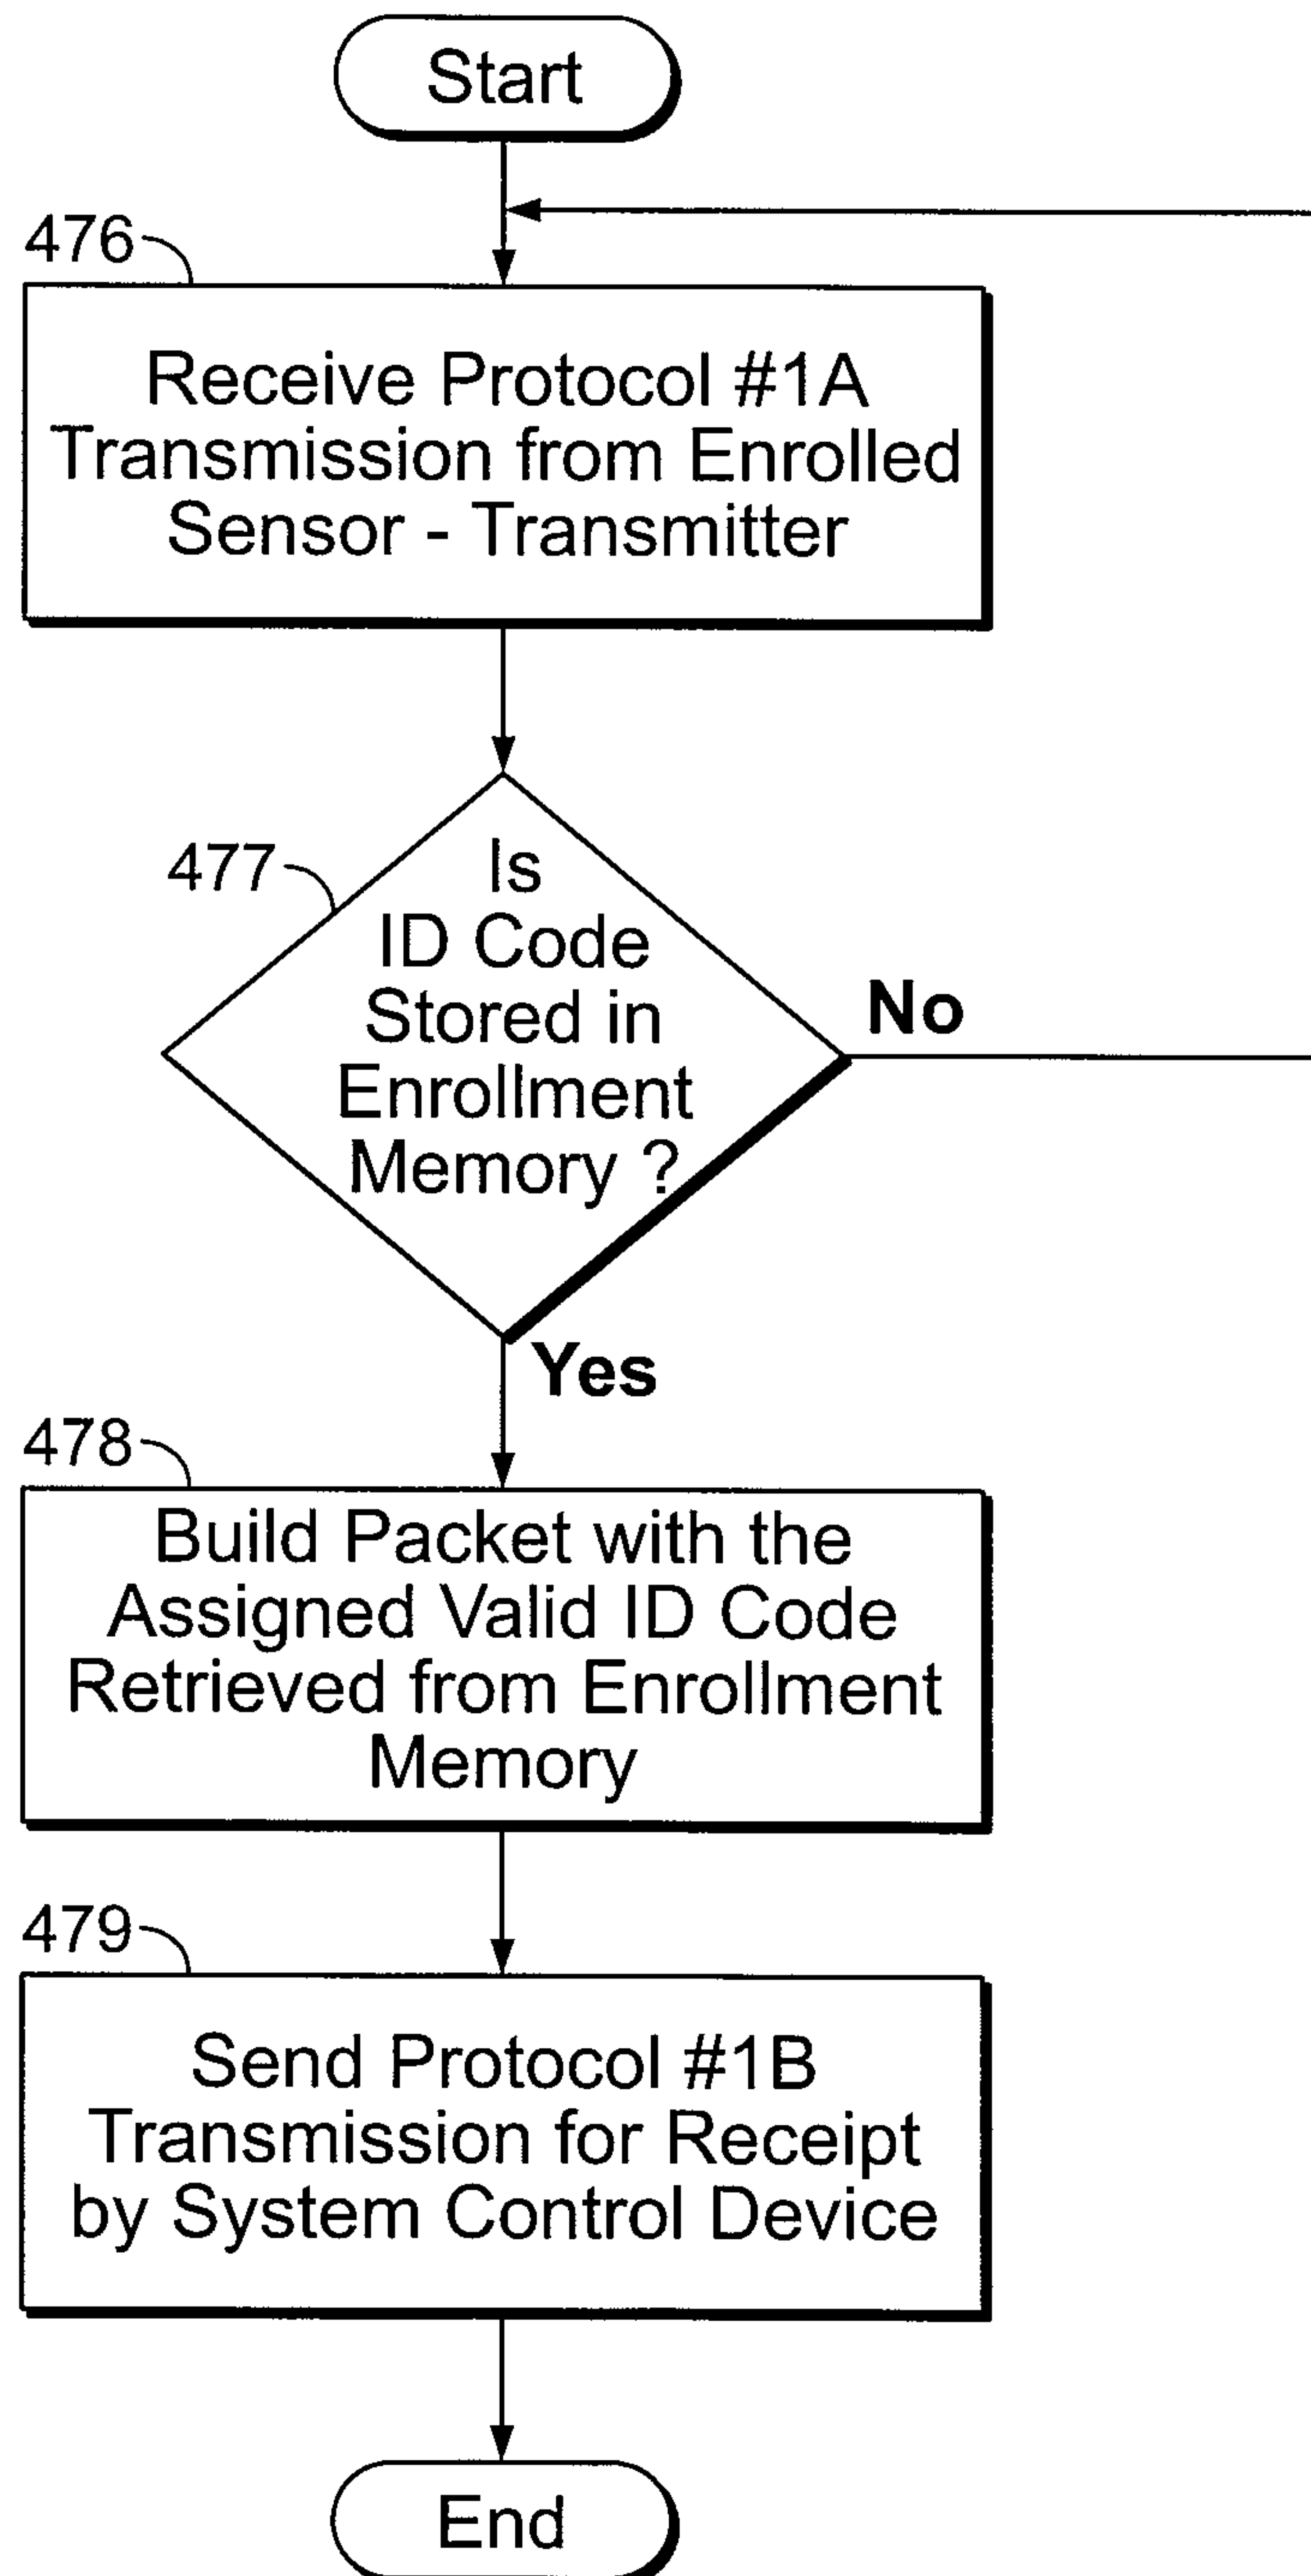 Start
476
Receive Protocol #1A
Transmission from Enrolled
Sensor - Transmitter
477
Is
ID Code
Stored in
Enrollment
Memory ?
No
Yes
478
Build Packet with the
Assigned Valid ID Code
Retrieved from Enrollment
Memory
479
Send Protocol #1B
Transmission for Receipt
by System Control Device
End